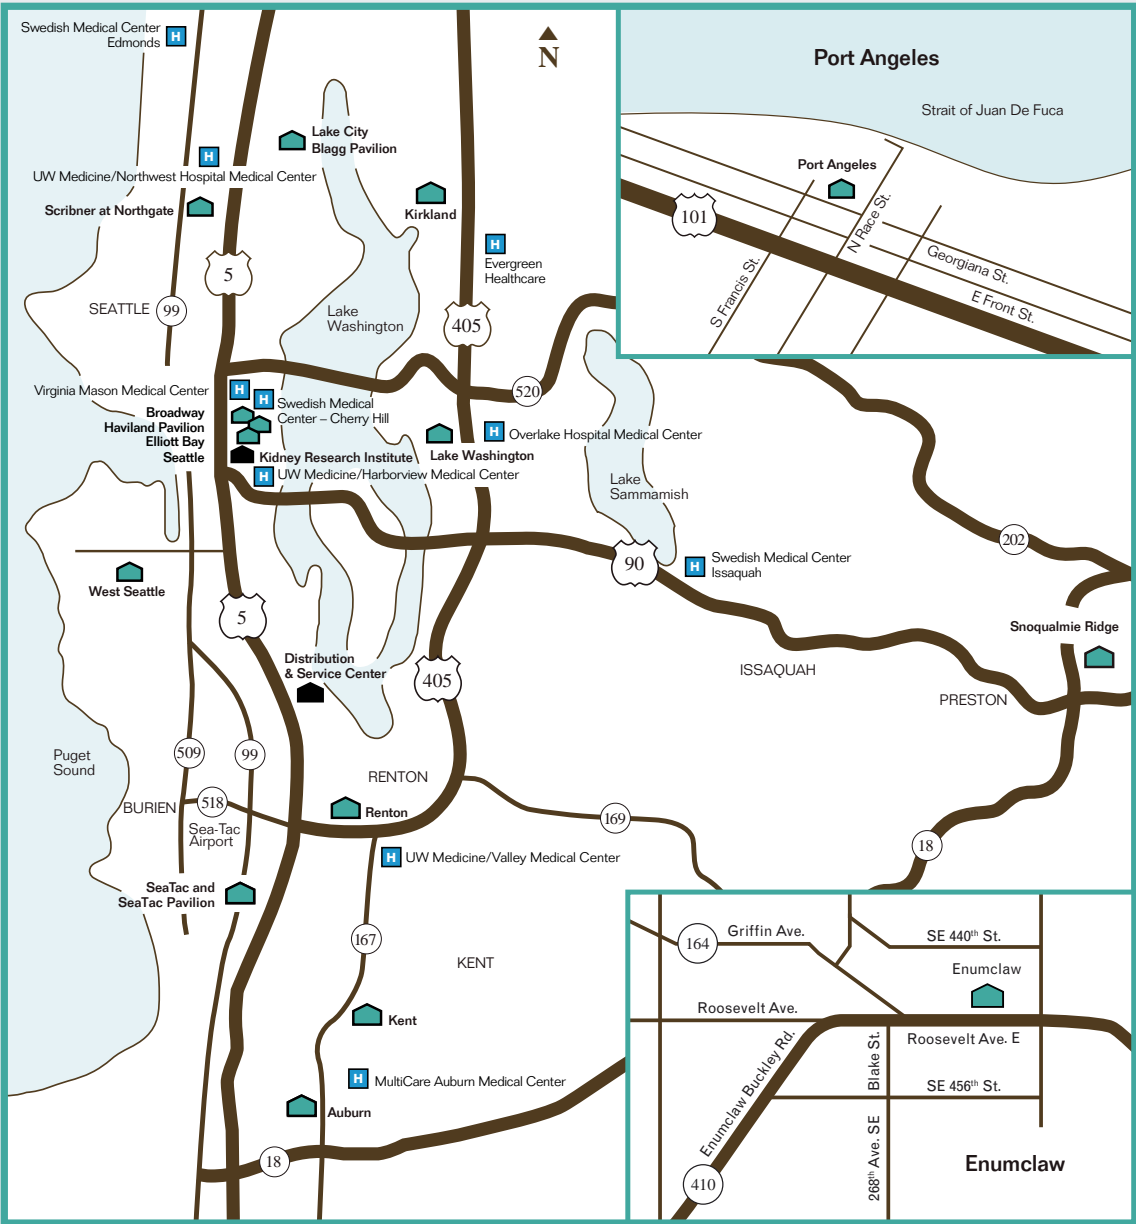 Swedish Medical Center
Edmonds
H
N
Port Angeles
Strait of Juan De Fuca
Port Angeles
101
N Race St.
S Francis St.
Georgiana St.
E Front St.
Lake City
Blagg Pavilion
H
UW Medicine/Northwest Hospital Medical Center
Scribner at Northgate
Kirkland
H
Evergreen
Healthcare
5
SEATTLE
99
Lake
Washington
405
520
Virginia Mason Medical Center
H
H
Swedish Medical
Center – Cherry Hill
Broadway
Haviland Pavilion
Elliott Bay
Seattle
Kidney Research Institute
H
UW Medicine/Harborview Medical Center
Lake Washington
H
Overlake Hospital Medical Center
Lake
Sammamish
202
90
H
Swedish Medical Center
Issaquah
West Seattle
5
Snoqualmie Ridge
Distribution
& Service Center
405
ISSAQUAH
PRESTON
Puget
Sound
509
99
RENTON
BURIEN
518
Sea-Tac
Airport
Renton
169
18
H
UW Medicine/Valley Medical Center
SeaTac and
SeaTac Pavilion
167
KENT
Kent
H
MultiCare Auburn Medical Center
Auburn
18
164
Griffin Ave.
SE 440th St.
Enumclaw
Roosevelt Ave.
Roosevelt Ave. E
Enumclaw Buckley Rd.
Blake St.
SE 456th St.
268th Ave. SE
410
Enumclaw